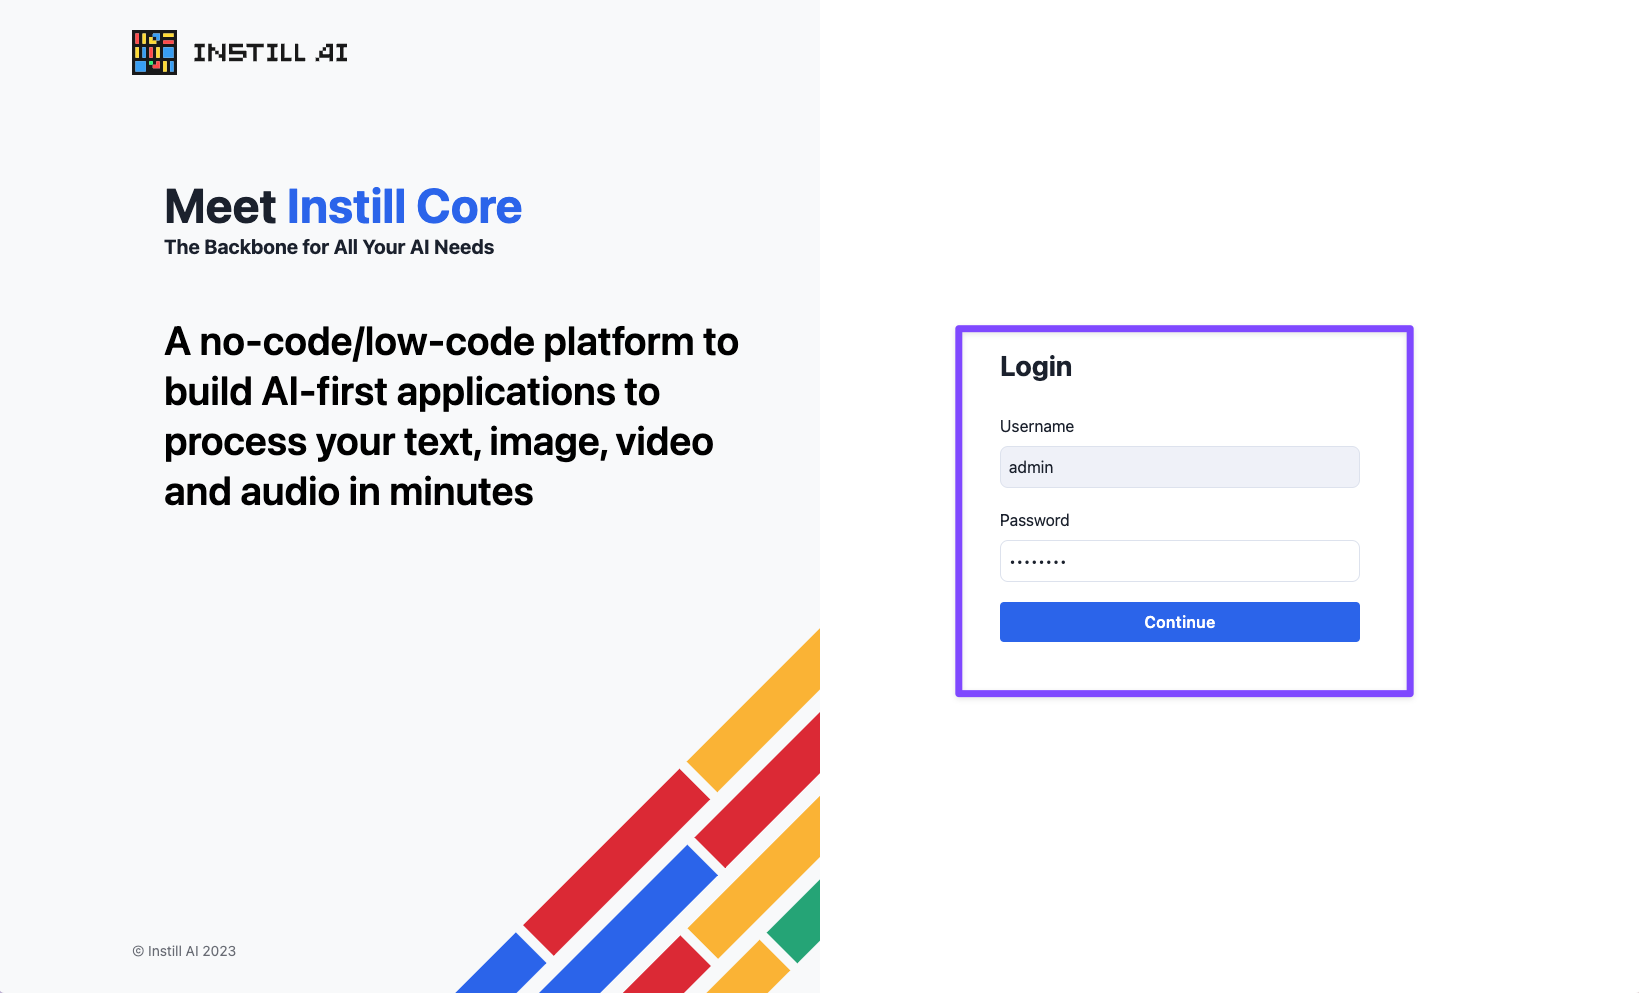 INSTILL AI
Meet Instill Core
The Backbone for All Your AI Needs
A no-code/low-code platform to
build AI-first applications to
process your text, image, video
and audio in minutes
© Instill AI 2023
Login
Username
admin
Password
••••••••
Continue